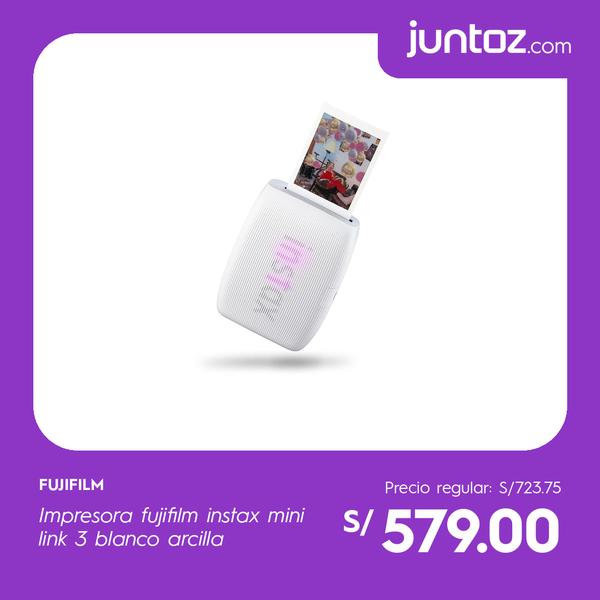 juntoz.com
instax
FUJIFILM
Impresora fujifilm instax mini
link 3 blanco arcilla
Precio regular: S/723.75
S/ 579.00